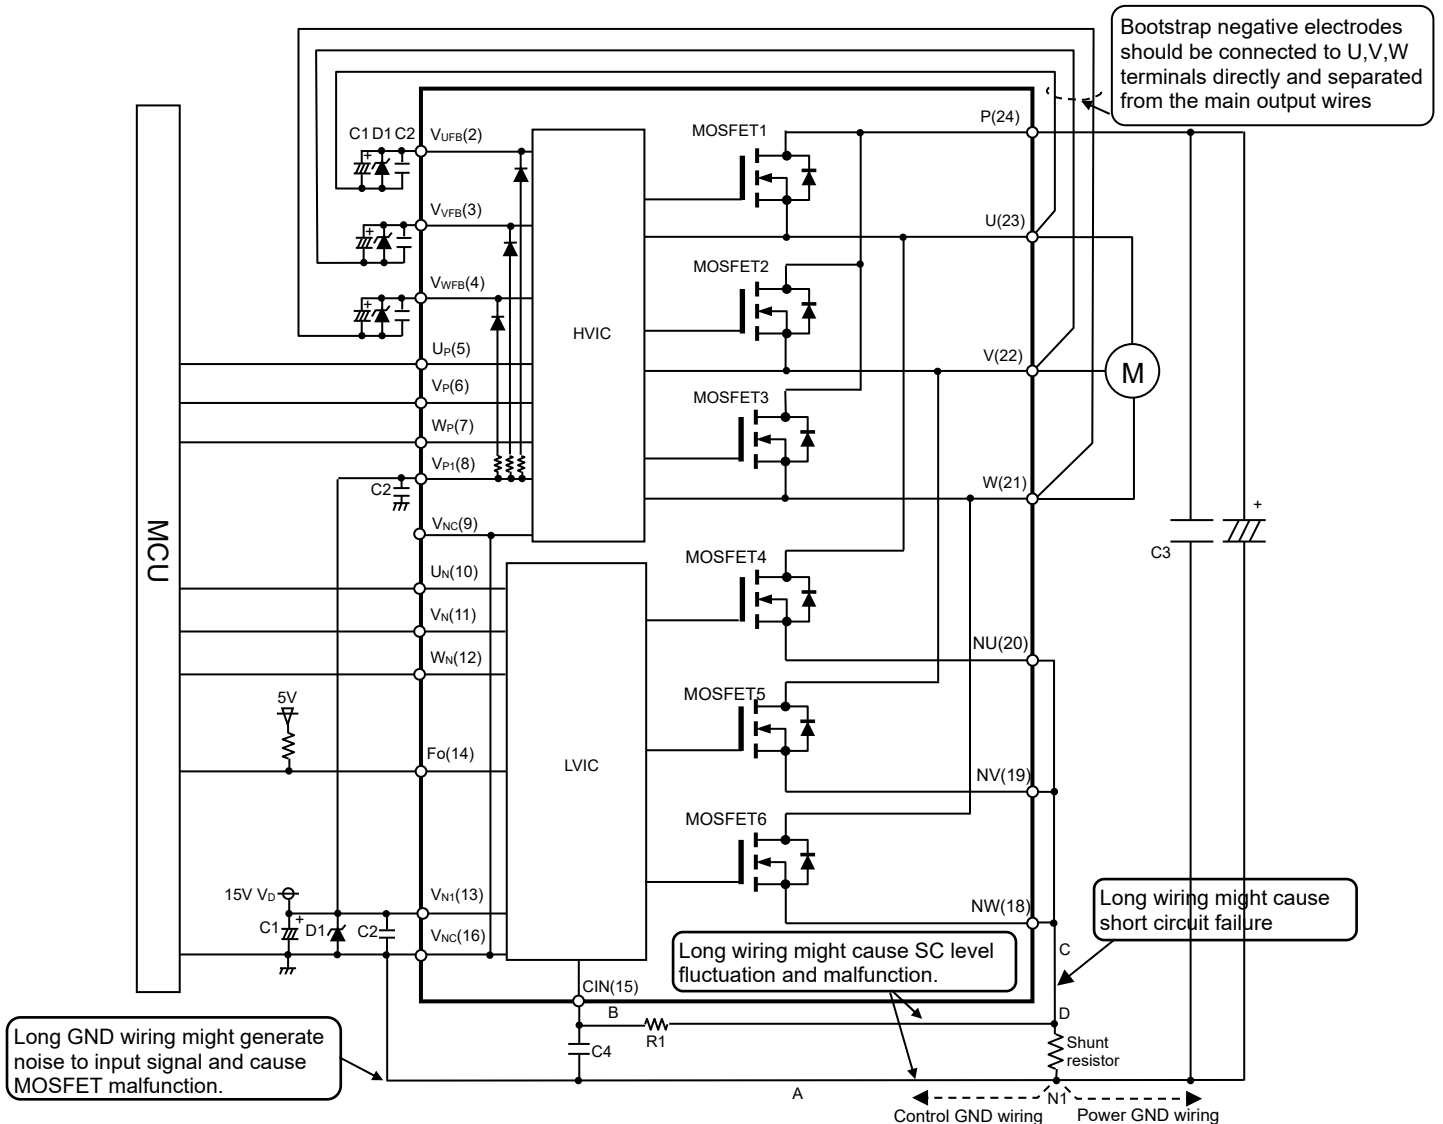 Bootstrap negative electrodes
should be connected to U,V,W
terminals directly and separated
from the main output wires
C1 D1 C2
VUFB(2)
MOSFET1
P(24)
VVFB(3)
+
U(23)
MOSFET2
VWFB(4)
+
HVIC
UP(5)
V(22)
M
VP(6)
MOSFET3
WP(7)
VP1(8)
W(21)
C2
+
MCU
VNC(9)
C3
MOSFET4
UN(10)
VN(11)
NU(20)
WN(12)
5V
MOSFET5
Fo(14)
LVIC
NV(19)
MOSFET6
15V VD
VN1(13)
NW(18)
Long wiring might cause
short circuit failure
C1
+
D1
C2
VNC(16)
Long wiring might cause SC level
fluctuation and malfunction.
C
CIN(15)
B
D
R1
Long GND wiring might generate
noise to input signal and cause
MOSFET malfunction.
C4
Shunt
resistor
A
N1
Control GND wiring
Power GND wiring